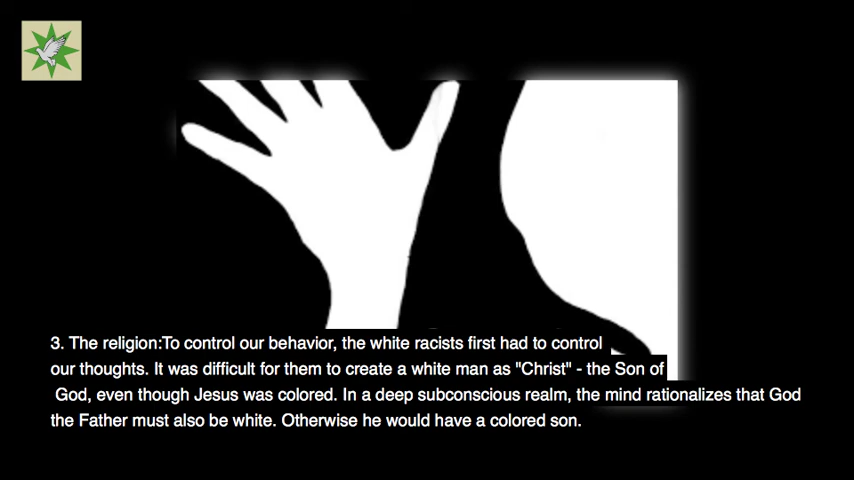 3. The religion:To control our behavior, the white racists first had to control
our thoughts. It was difficult for them to create a white man as "Christ" - the Son of
God, even though Jesus was colored. In a deep subconscious realm, the mind rationalizes that God
the Father must also be white. Otherwise he would have a colored son.